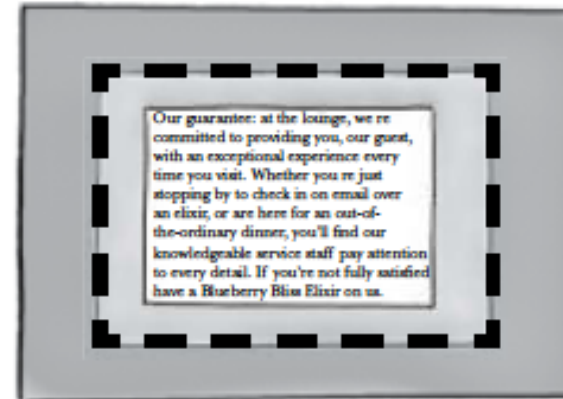 Our guarantee: at the lounge, we re
committed to providing you, our guest,
with an exceptional experience every
time you visit. Whether you re just
stopping by to check in on email over
an elixir, or are here for an out-of-
the-ordinary dinner, you'll find our
knowledgeable service staff pay attention
to every detail. If you're not fully satisfied
have a Blueberry Bliss Elixir on us.